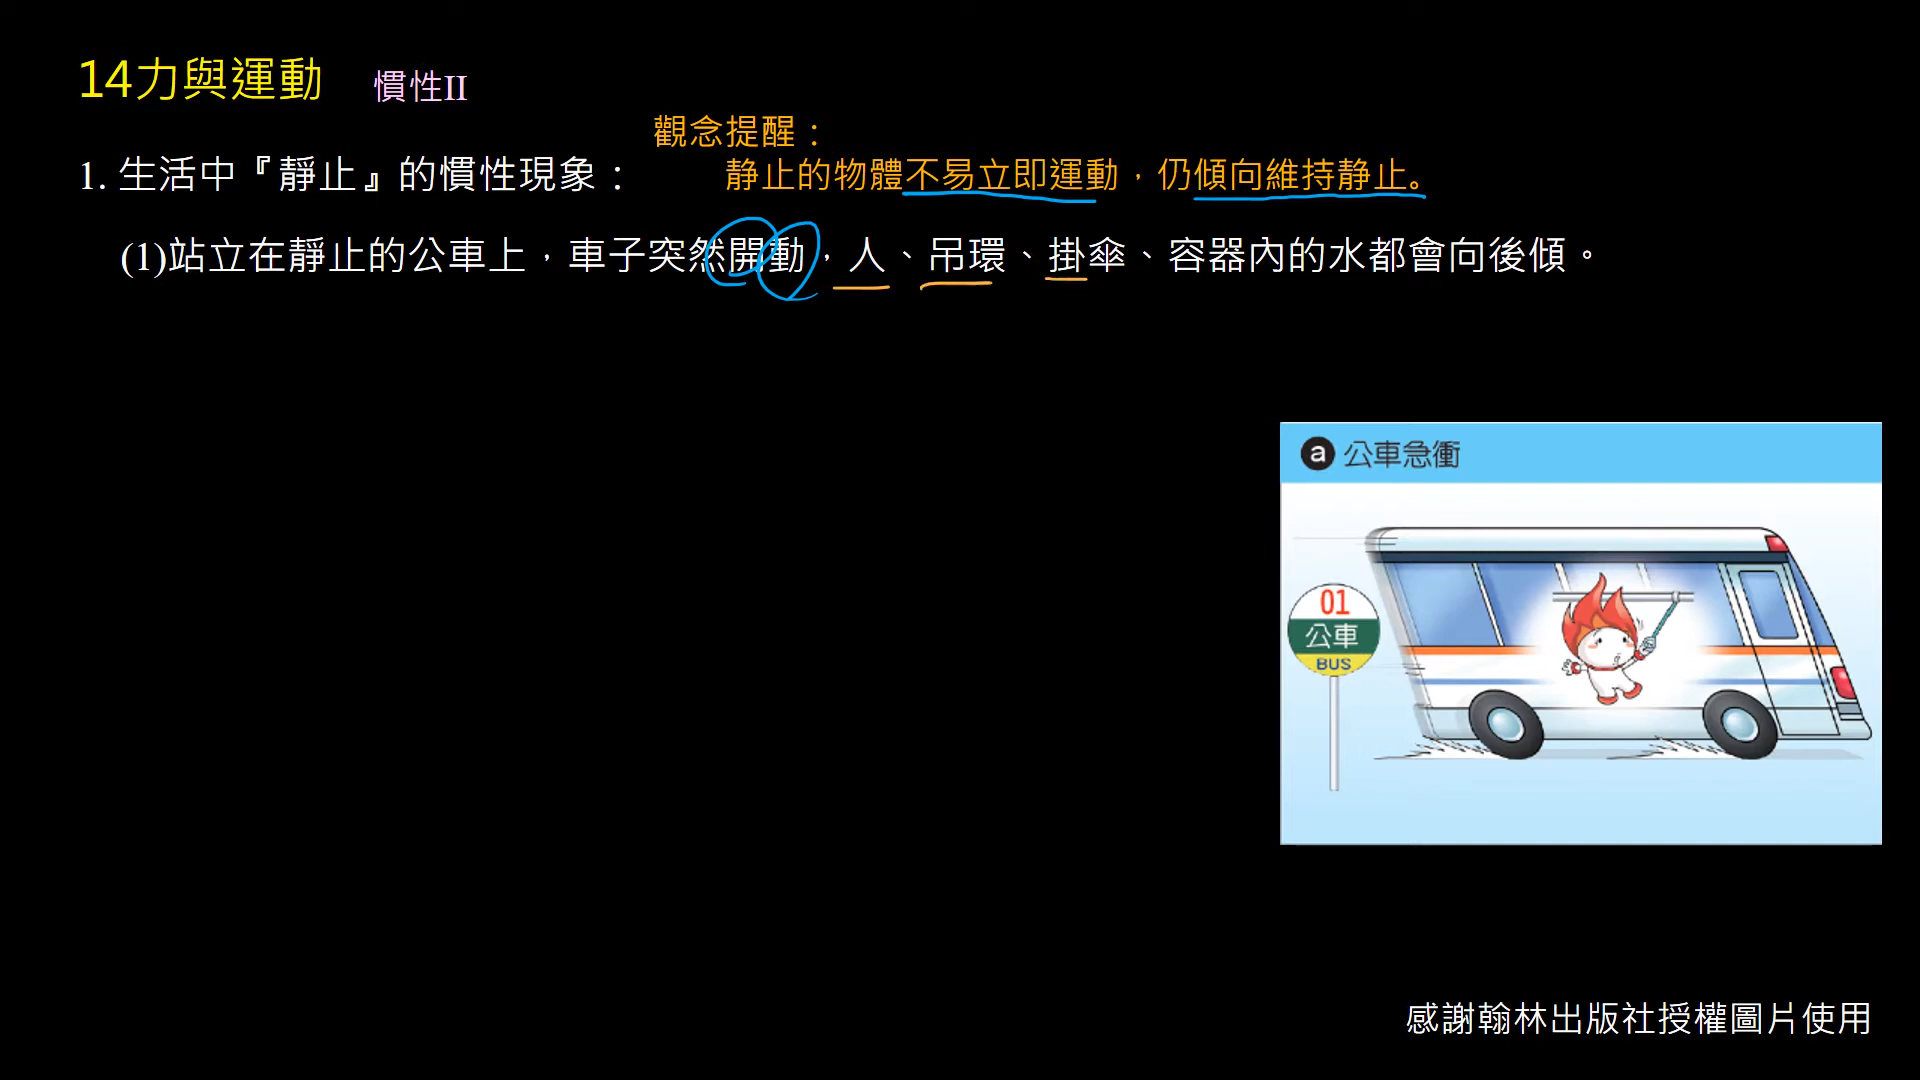 14力與運動 慣性II
觀念提醒：
1. 生活中『靜止』的慣性現象： 静止的物體不易立即運動，仍傾向維持静止。
(1)站立在靜止的公車上，車子突然開動，人、吊環、掛傘、容器內的水都會向後傾。
a 公車急衝
01
公車
BUS
感謝翰林出版社授權圖片使用